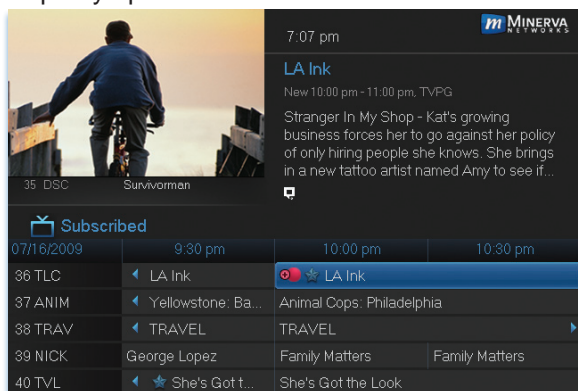 7:07 pm
m MINERVA
NETWORKS
LA Ink
New 10:00 pm - 11:00 pm, TVPG
Stranger In My Shop - Kat's growing
business forces her to go against her policy
of only hiring people she knows. She brings
in a new tattoo artist named Amy to see if...
35 DSC Survivorman
Subscribed
07/16/2009 9:30 pm 10:00 pm 10:30 pm
36 TLC LA Ink LA Ink
37 ANIM Yellowstone: Ba... Animal Cops: Philadelphia
38 TRAV TRAVEL TRAVEL
39 NICK George Lopez Family Matters Family Matters
40 TVL She's Got t... She's Got the Look